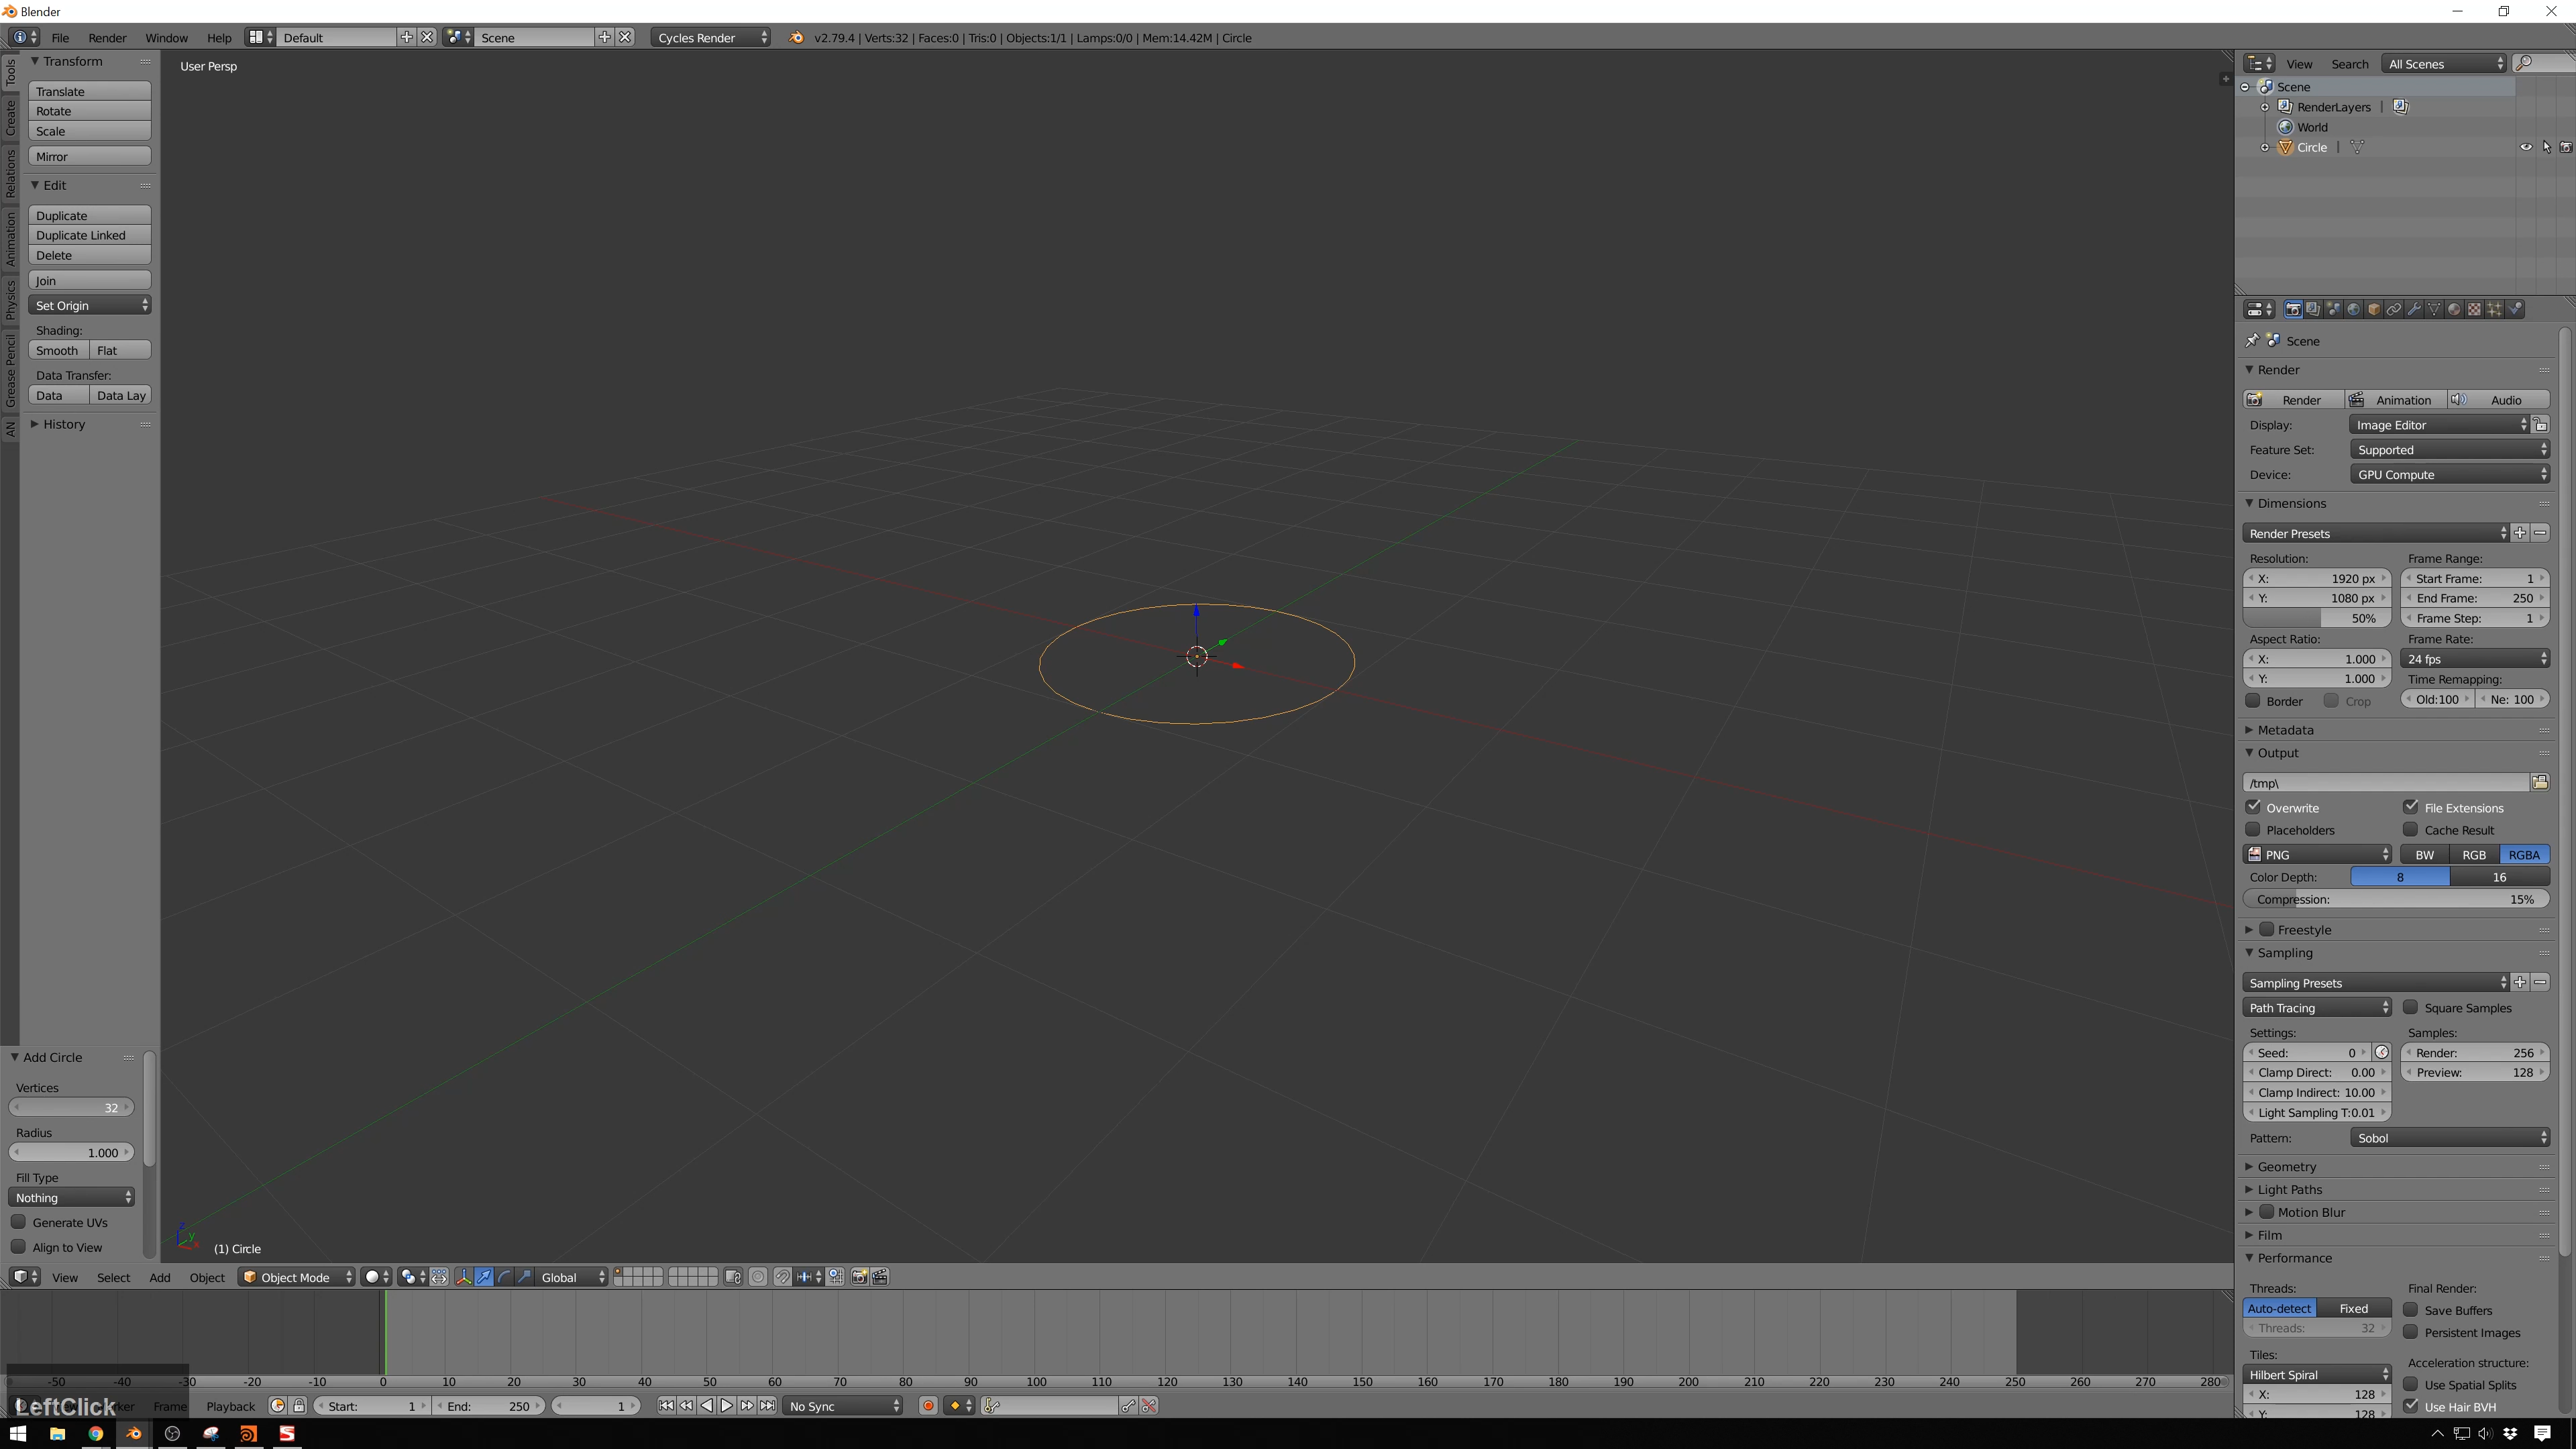 Blender
File Render Window Help Default Scene Cycles Render v2.79.4 | Verts:32 | Faces:0 | Tris:0 | Objects:1/1 | Lamps:0/0 | Mem:14.42M | Circle
Tools
Create
Relations
Animation
Physics
Grease Pencil
AN
Transform
Translate
Rotate
Scale
Mirror
Edit
Duplicate
Duplicate Linked
Delete
Join
Set Origin
Shading:
Smooth Flat
Data Transfer:
Data Data Lay
History
Add Circle
Vertices
32
Radius
1.000
Fill Type
Nothing
Generate UVs
Align to View
User Persp
z
y
x
(1) Circle
View Select Add Object Object Mode Global
-50 -40 -30 -20 -10 0 10 20 30 40 50 60 70 80 90 100 110 120 130 140 150 160 170 180 190 200 210 220 230 240 250 260 270 280
LeftClick
Frame Playback Start: 1 End: 250 1 No Sync
View Search All Scenes
Scene
RenderLayers |
World
Circle |
Scene
Render
Render Animation Audio
Display: Image Editor
Feature Set: Supported
Device: GPU Compute
Dimensions
Render Presets
Resolution: Frame Range:
X: 1920 px Start Frame: 1
Y: 1080 px End Frame: 250
50% Frame Step: 1
Aspect Ratio: Frame Rate:
X: 1.000 24 fps
Y: 1.000 Time Remapping:
Border Crop Old:100 Ne: 100
Metadata
Output
/tmp\
Overwrite File Extensions
Placeholders Cache Result
PNG BW RGB RGBA
Color Depth: 8 16
Compression: 15%
Freestyle
Sampling
Sampling Presets
Path Tracing Square Samples
Settings: Samples:
Seed: 0 Render: 256
Clamp Direct: 0.00 Preview: 128
Clamp Indirect: 10.00
Light Sampling T:0.01
Pattern: Sobol
Geometry
Light Paths
Motion Blur
Film
Performance
Threads: Final Render:
Auto-detect Fixed Save Buffers
Threads: 32 Persistent Images
Tiles: Acceleration structure:
Hilbert Spiral Use Spatial Splits
X: 128 Use Hair BVH
Y: 128